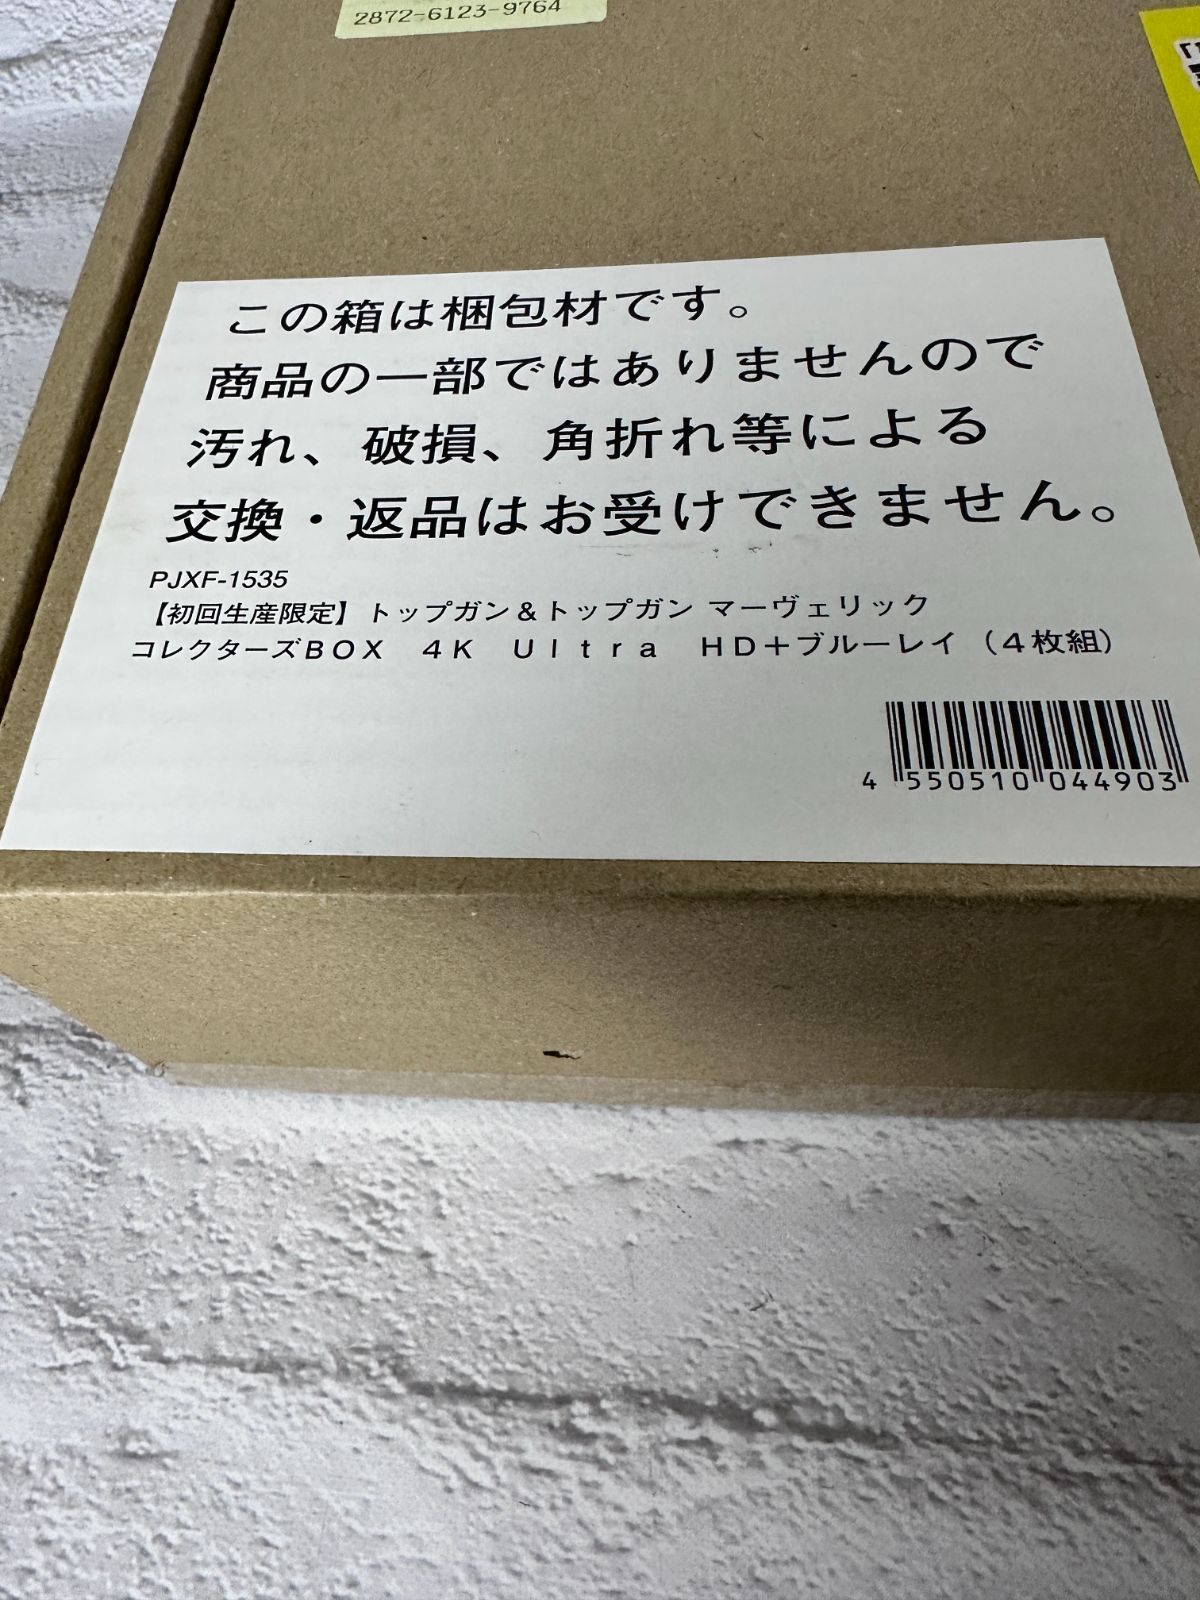 2872-6123-9764
この箱は梱包材です。
商品の一部ではありませんので
汚れ、破損、角折れ等による
交換・返品はお受けできません。
PJXF-1535
【初回生産限定】トップガン＆トップガン マーヴェリック
コレクターズBOX　4K　Ultra　HD＋ブルーレイ（4枚組）
4 550510 044903